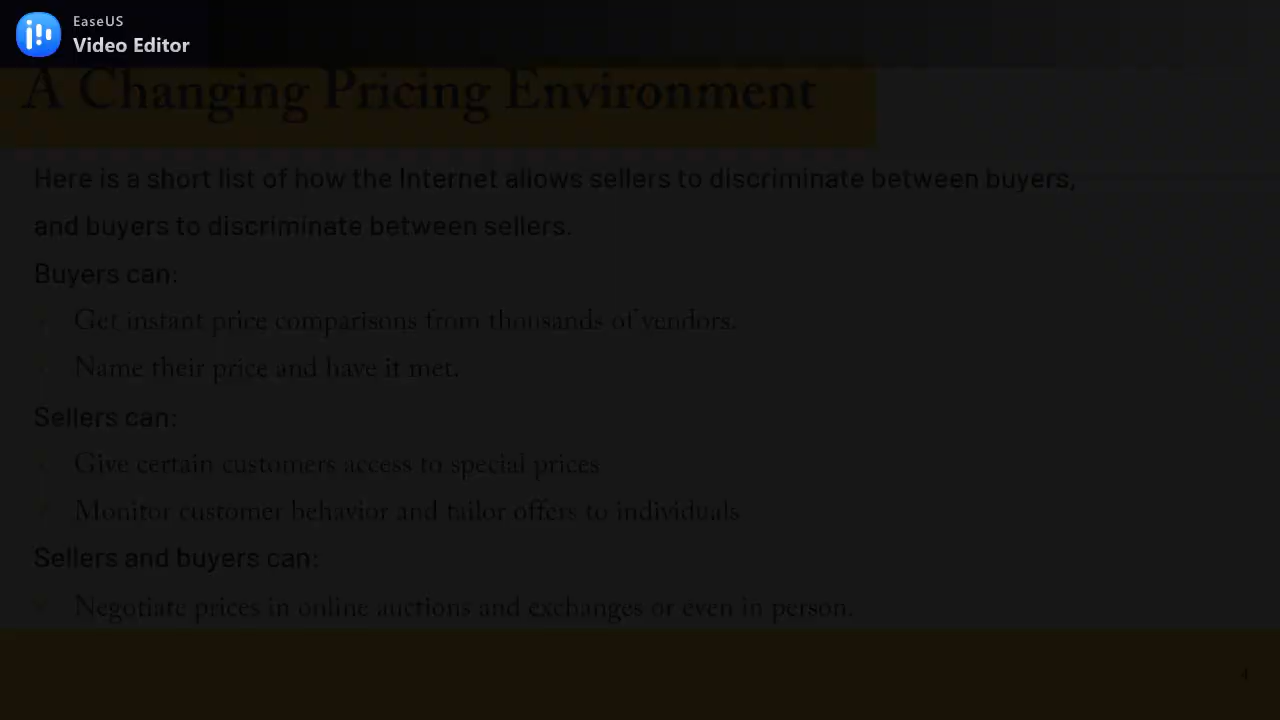 EaseUS
Video Editor
A Changing Pricing Environment
Here is a short list of how the Internet allows sellers to discriminate between buyers,
and buyers to discriminate between sellers.
Buyers can:
Get instant price comparisons from thousands of vendors.
Name their price and have it met.
Sellers can:
Give certain customers access to special prices
Monitor customer behavior and tailor offers to individuals
Sellers and buyers can:
Negotiate prices in online auctions and exchanges or even in person.